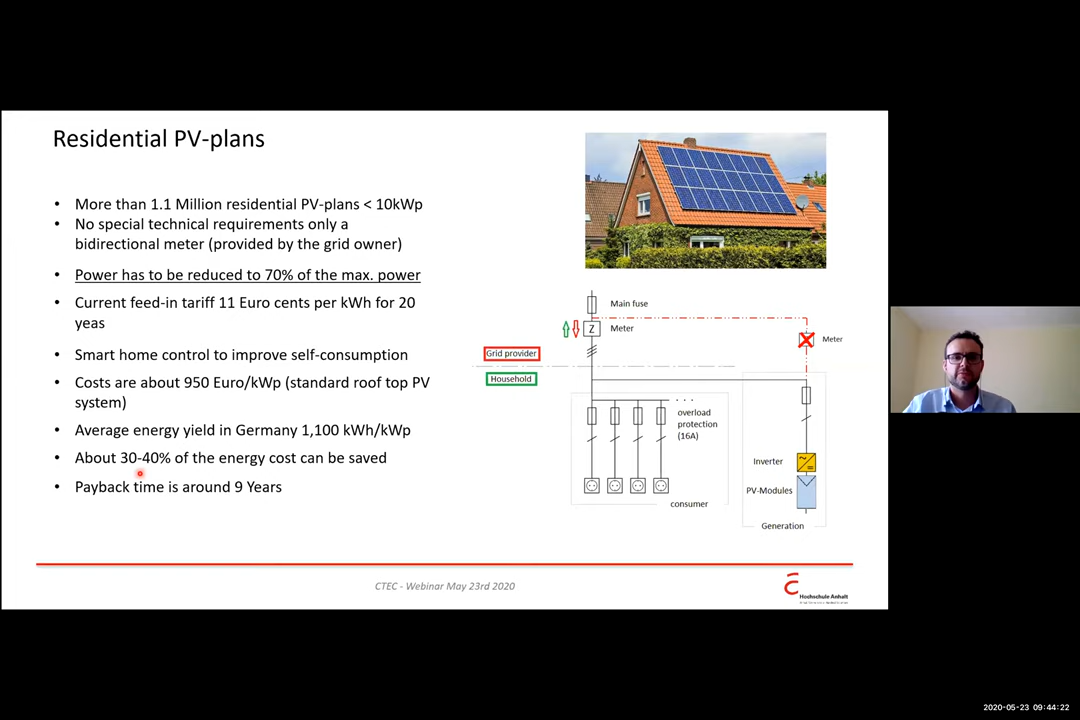 Residential PV-plans
• More than 1.1 Million residential PV-plans < 10kWp
• No special technical requirements only a
bidirectional meter (provided by the grid owner)
• Power has to be reduced to 70% of the max. power
• Current feed-in tariff 11 Euro cents per kWh for 20
yeas
• Smart home control to improve self-consumption
• Costs are about 950 Euro/kWp (standard roof top PV
system)
• Average energy yield in Germany 1,100 kWh/kWp
• About 30-40% of the energy cost can be saved
• Payback time is around 9 Years
Main fuse
Z
Meter
Meter
Grid provider
Household
overload
protection
(16A)
Inverter
PV-Modules
consumer
Generation
CTEC - Webinar May 23rd 2020
Hochschule Anhalt
2020-05-23 09:44:22